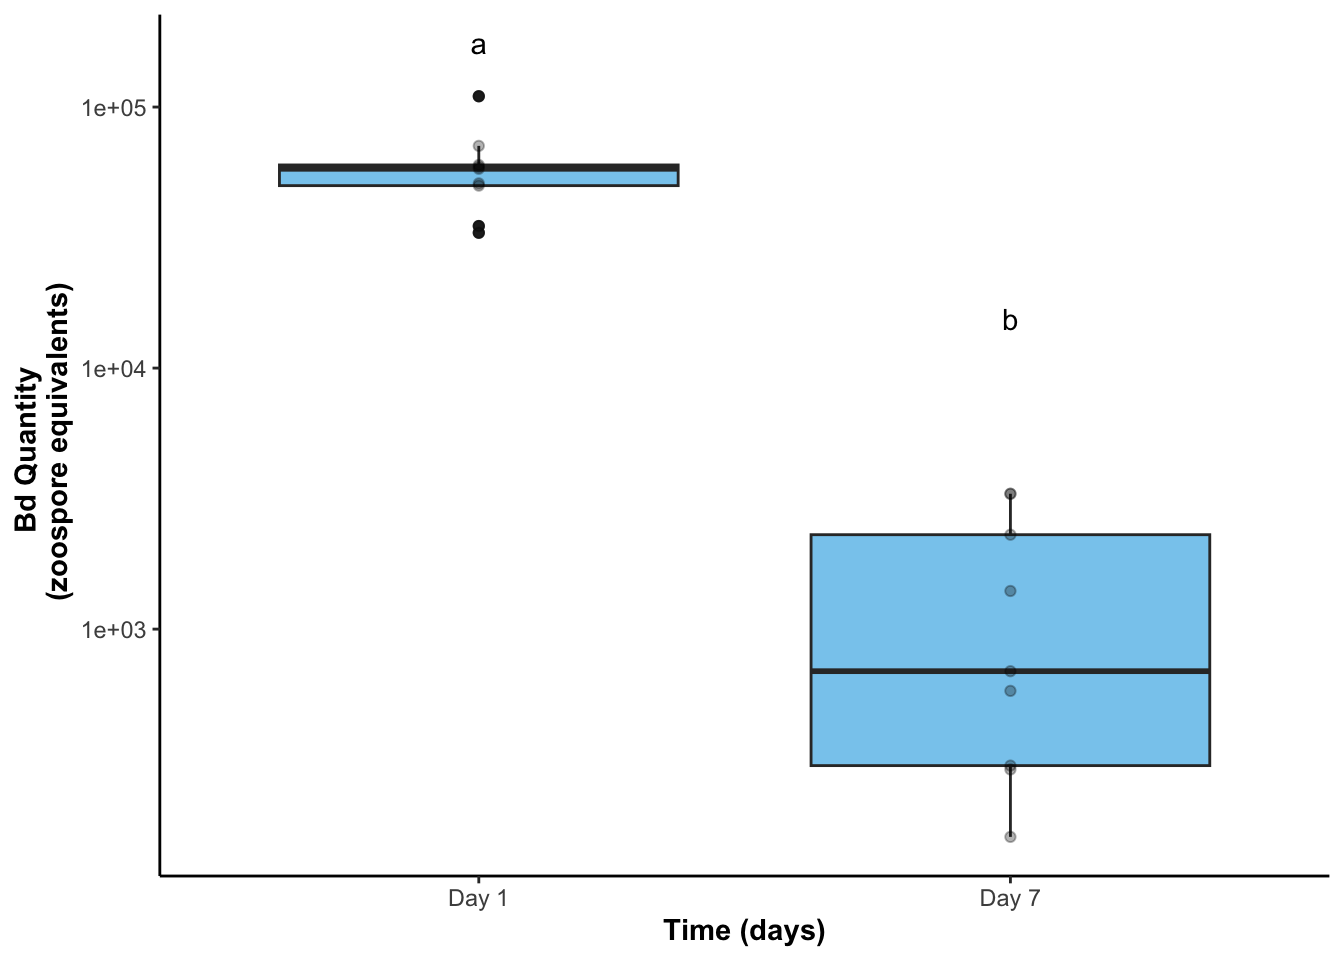 a
1e+05
b
1e+04
1e+03
Bd Quantity
(zoospore equivalents)
Day 1
Day 7
Time (days)